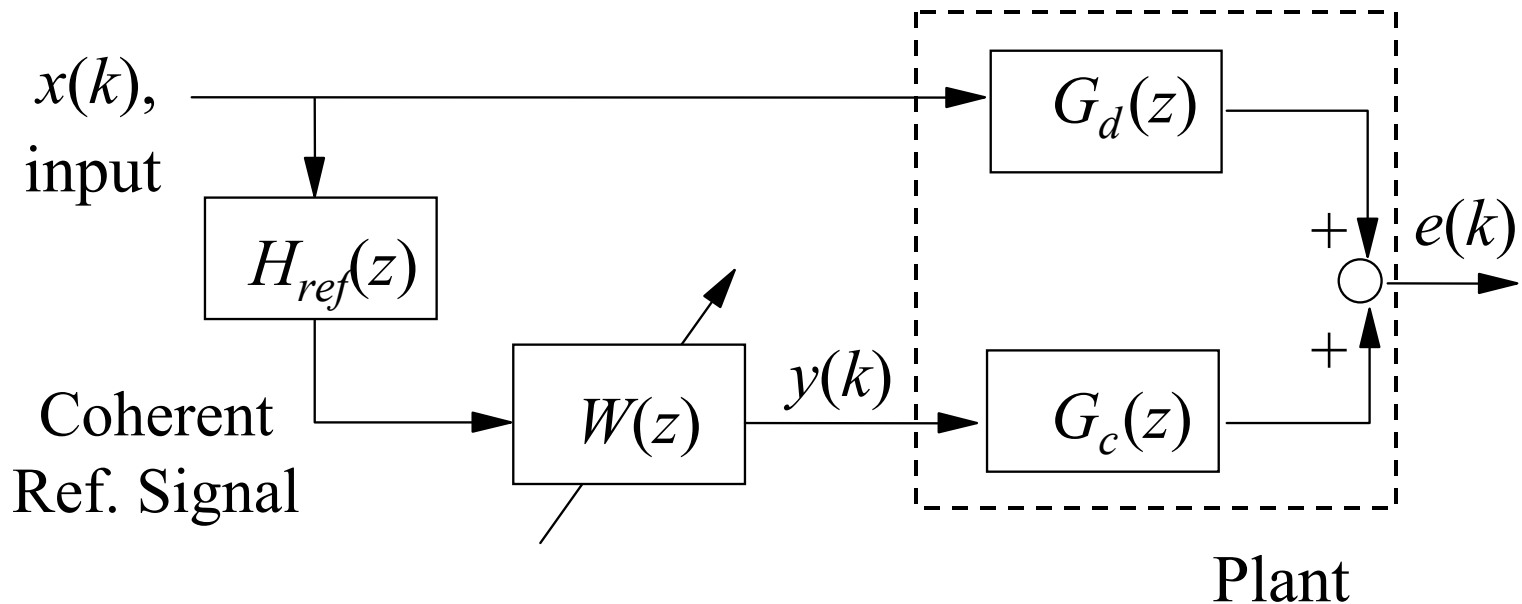 x(k),
input
G_d(z)
+
e(k)
H_ref(z)
+
y(k)
W(z)
G_c(z)
Coherent
Ref. Signal
Plant